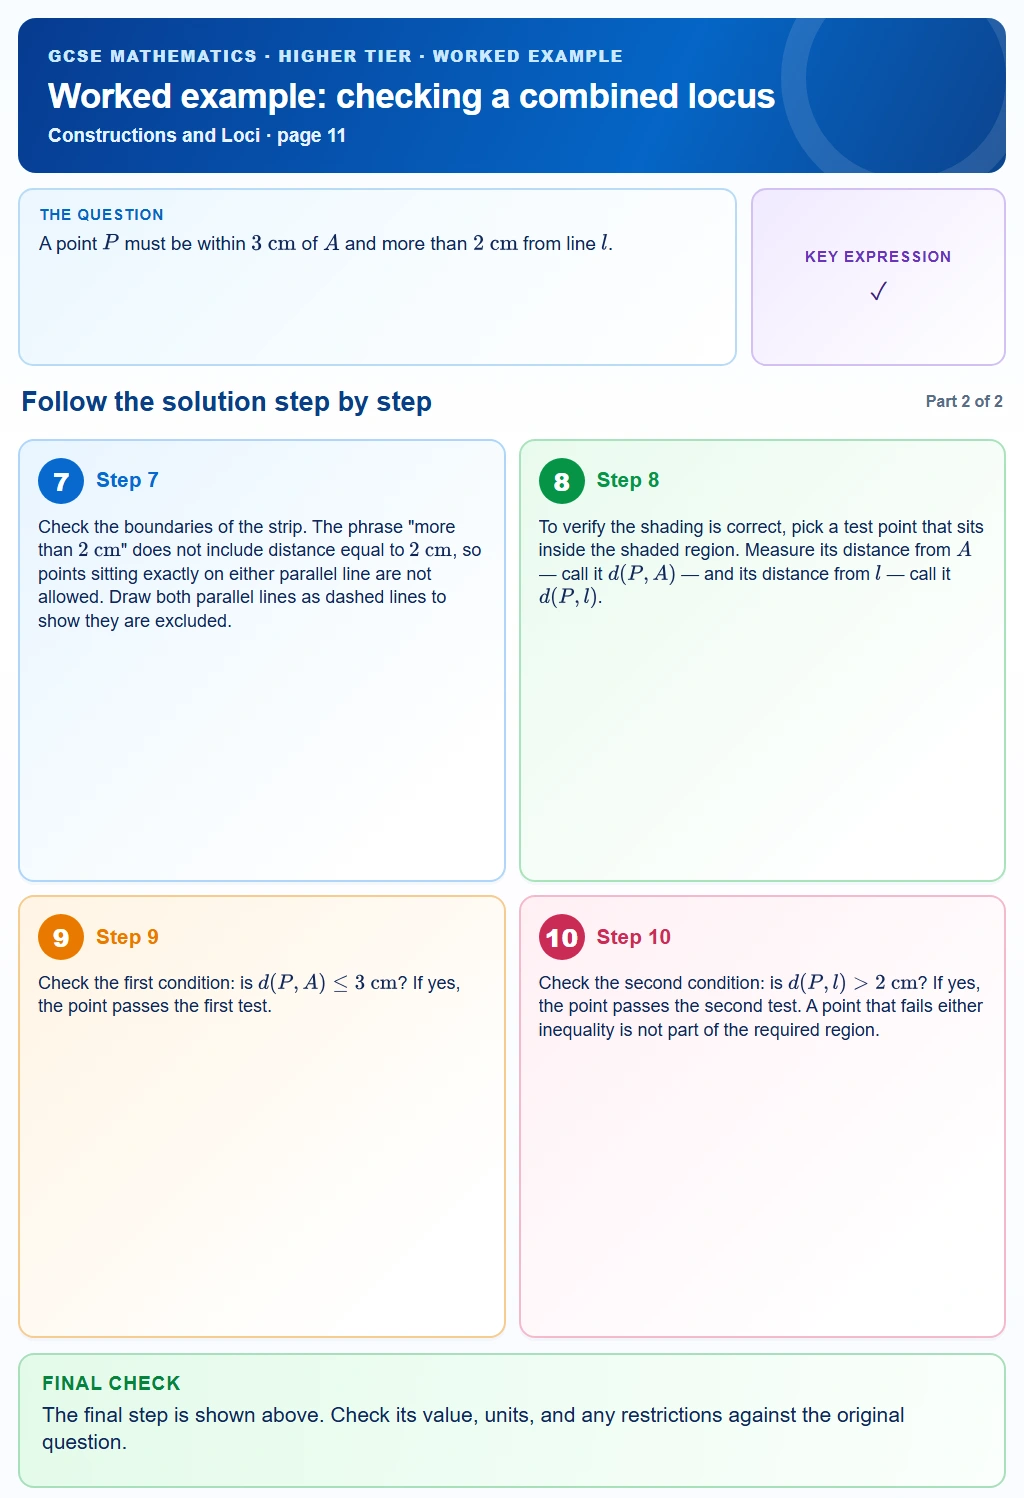 GCSE MATHEMATICS · HIGHER TIER · WORKED EXAMPLE
Worked example: checking a combined locus
Constructions and Loci · page 11
THE QUESTION
A point P must be within 3 cm of A and more than 2 cm from line l.
KEY EXPRESSION
✓
Follow the solution step by step
Part 2 of 2
7 Step 7
Check the boundaries of the strip. The phrase "more
than 2 cm" does not include distance equal to 2 cm, so
points sitting exactly on either parallel line are not
allowed. Draw both parallel lines as dashed lines to
show they are excluded.
8 Step 8
To verify the shading is correct, pick a test point that sits
inside the shaded region. Measure its distance from A
— call it d(P, A) — and its distance from l — call it
d(P, l).
9 Step 9
Check the first condition: is d(P, A) ≤ 3 cm? If yes,
the point passes the first test.
10 Step 10
Check the second condition: is d(P, l) > 2 cm? If yes,
the point passes the second test. A point that fails either
inequality is not part of the required region.
FINAL CHECK
The final step is shown above. Check its value, units, and any restrictions against the original
question.